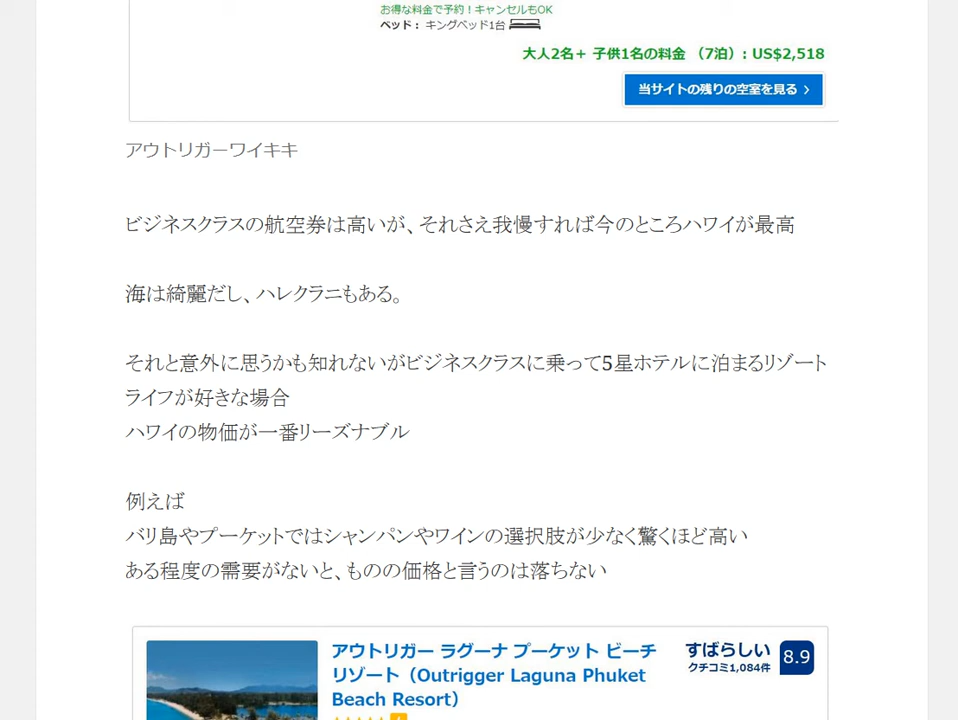 お得な料金で予約！キャンセルもOK
ベッド： キングベッド1台
大人2名＋ 子供1名の料金 （7泊）: US$2,518
当サイトの残りの空室を見る
アウトリガーワイキキ
ビジネスクラスの航空券は高いが、それさえ我慢すれば今のところハワイが最高
海は綺麗だし、ハレクラニもある。
それと意外に思うかも知れないがビジネスクラスに乗って5星ホテルに泊まるリゾート
ライフが好きな場合
ハワイの物価が一番リーズナブル
例えば
バリ島やプーケットではシャンパンやワインの選択肢が少なく驚くほど高い
ある程度の需要がないと、ものの価格と言うのは落ちない
アウトリガー ラグーナ プーケット ビーチ
リゾート（Outrigger Laguna Phuket
Beach Resort）
すばらしい
クチコミ1,084件
8.9